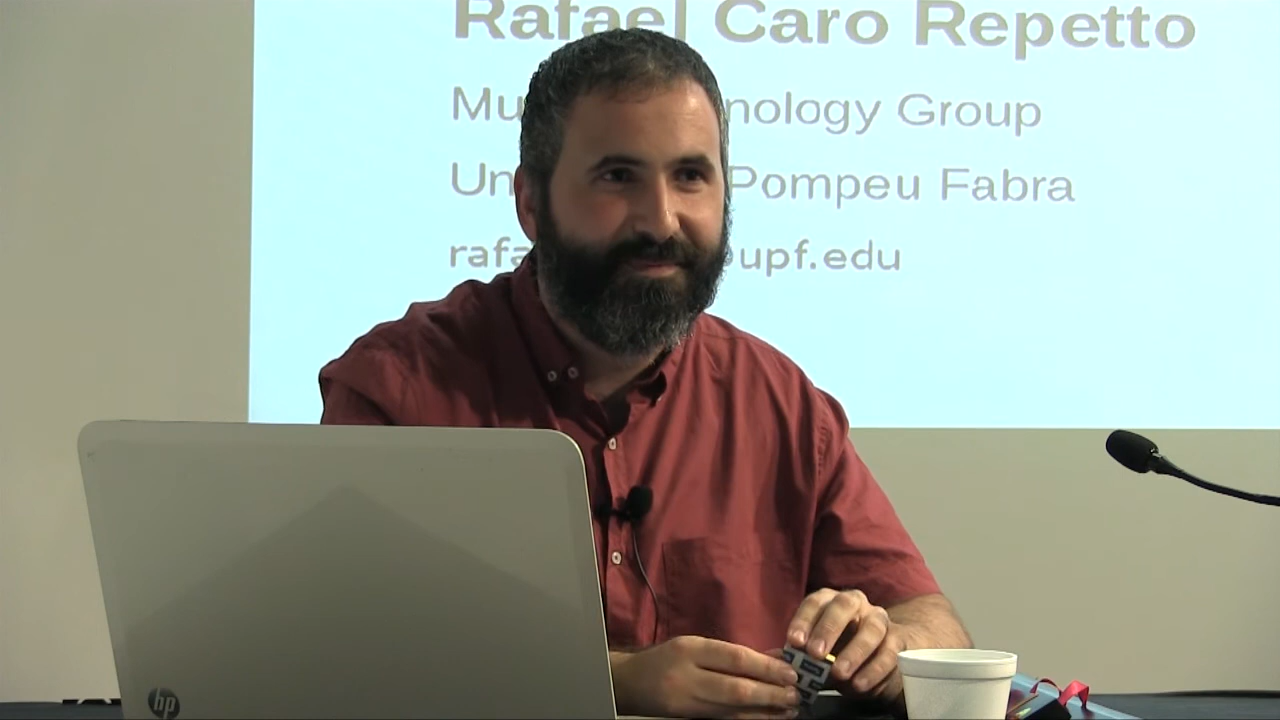 Rafael Caro Repetto
Mu nology Group
Un Pompeu Fabra
rafa upf.edu
hp